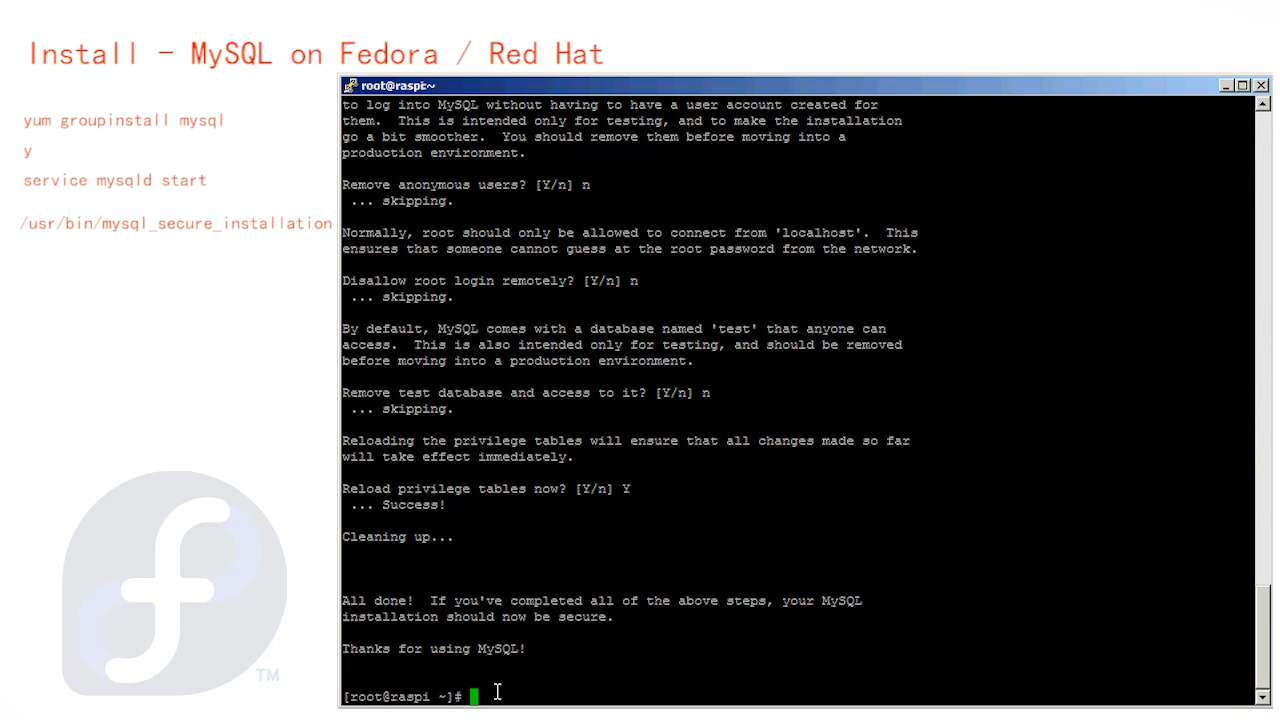 Install - MySQL on Fedora / Red Hat
yum groupinstall mysql
y
service mysqld start
/usr/bin/mysql_secure_installation
root@raspi:~
to log into MySQL without having to have a user account created for
them.  This is intended only for testing, and to make the installation
go a bit smoother.  You should remove them before moving into a
production environment.
Remove anonymous users? [Y/n] n
... skipping.
Normally, root should only be allowed to connect from 'localhost'.  This
ensures that someone cannot guess at the root password from the network.
Disallow root login remotely? [Y/n] n
... skipping.
By default, MySQL comes with a database named 'test' that anyone can
access.  This is also intended only for testing, and should be removed
before moving into a production environment.
Remove test database and access to it? [Y/n] n
... skipping.
Reloading the privilege tables will ensure that all changes made so far
will take effect immediately.
Reload privilege tables now? [Y/n] Y
... Success!
Cleaning up...
All done!  If you've completed all of the above steps, your MySQL
installation should now be secure.
Thanks for using MySQL!
[root@raspi ~]#
TM